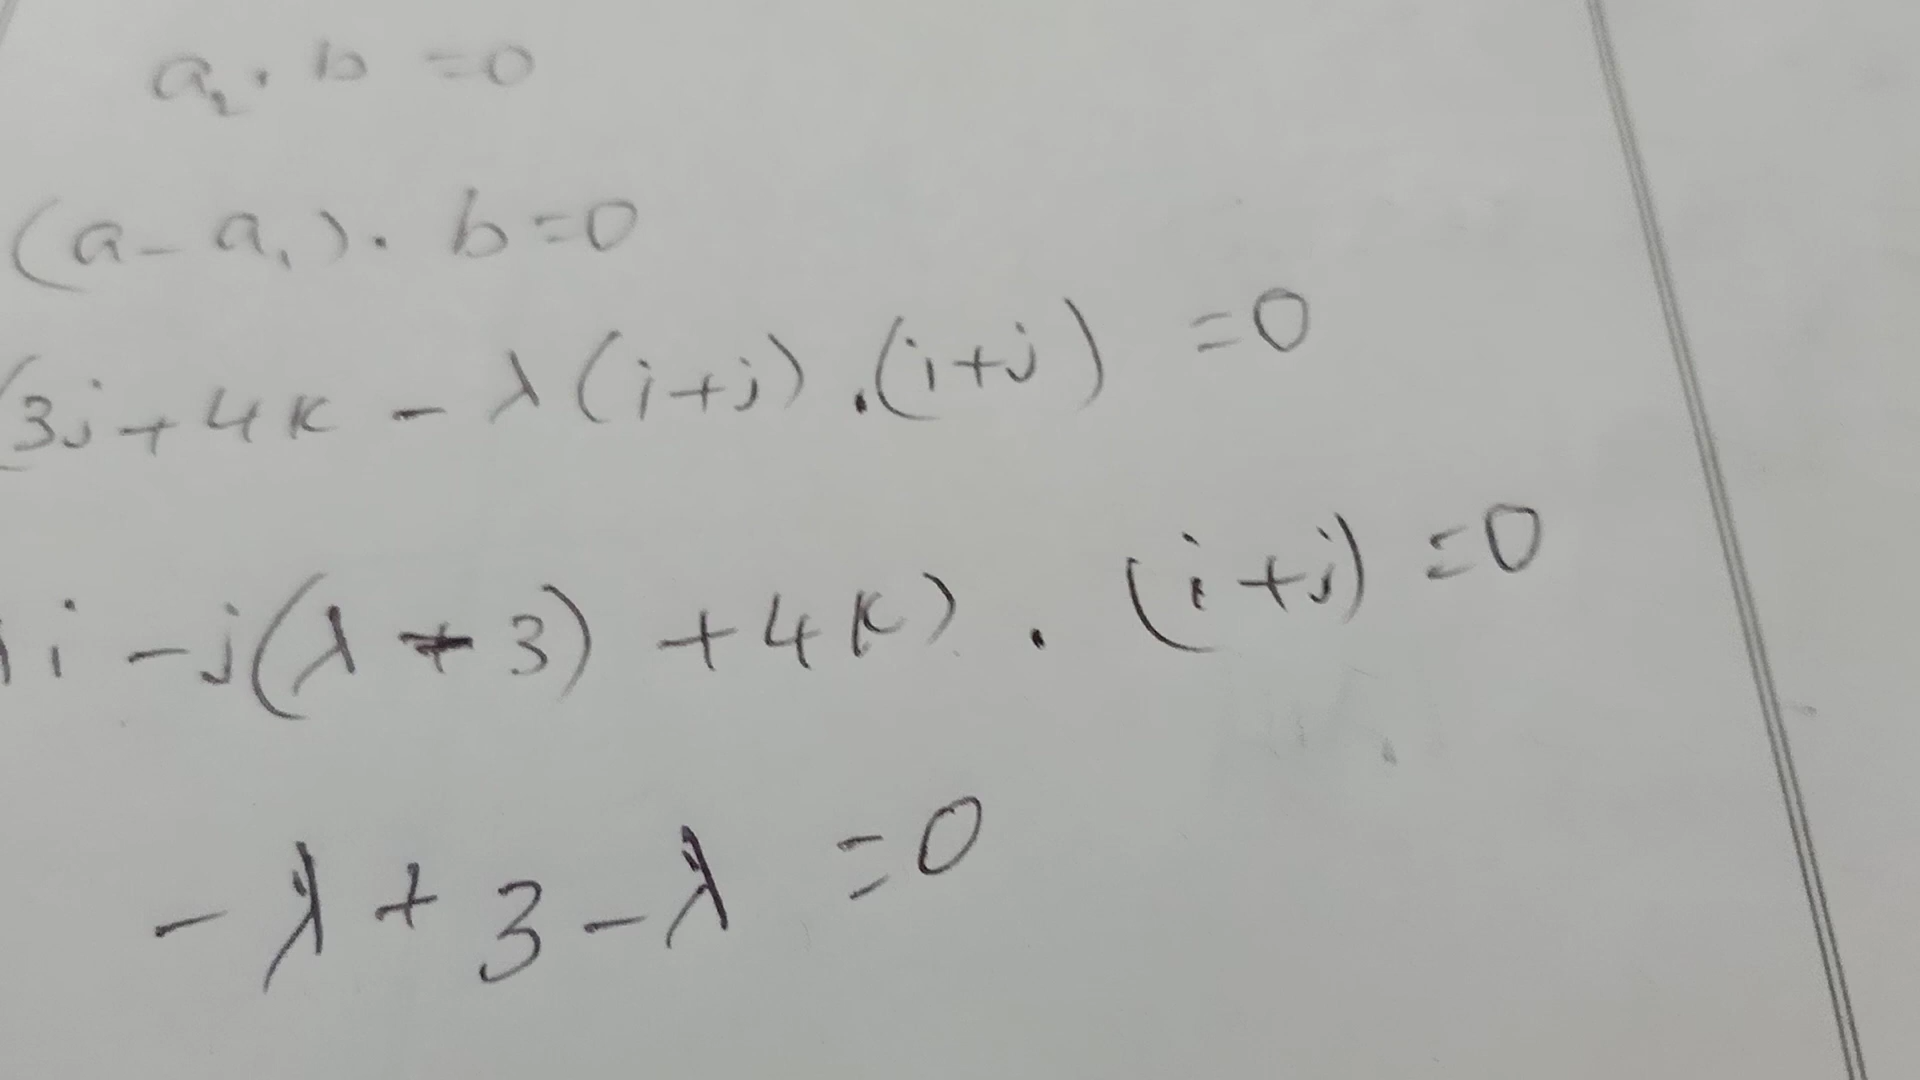 a₂ . b = 0
(a - a₁) . b = 0
(3j + 4k - λ(i+j) . (i+j) = 0
i - j(λ - 3) + 4k) . (i+j) = 0
- λ + 3 - λ = 0